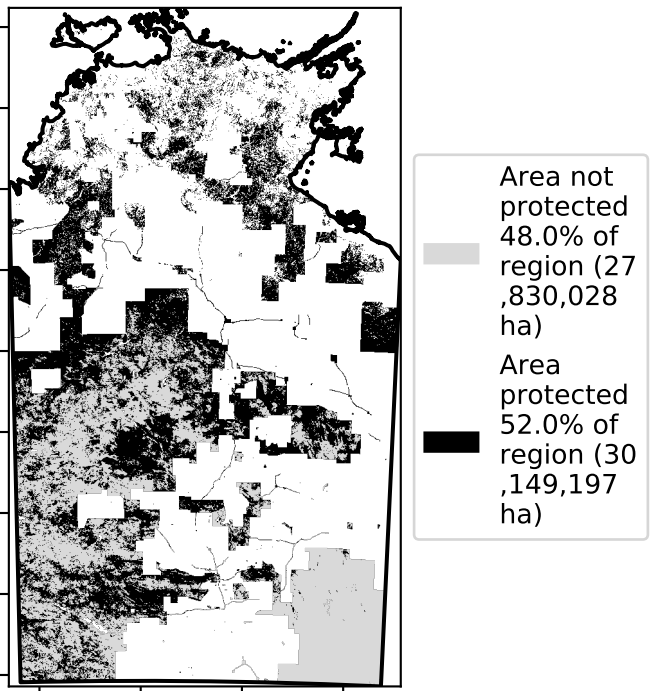 Area not
protected
48.0% of
region (27
,830,028
ha)
Area
protected
52.0% of
region (30
,149,197
ha)